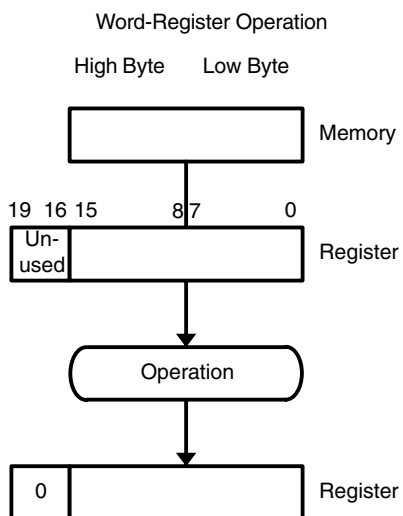 Word-Register Operation
High Byte Low Byte
Memory
19 16 15 8 7 0
Un-
used
Register
Operation
0
Register